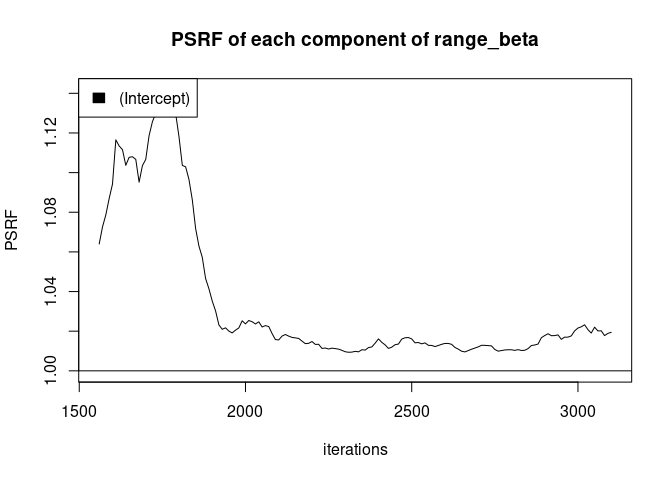 PSRF of each component of range_beta
(Intercept)
PSRF
1.12
1.08
1.04
1.00
1500 2000 2500 3000
iterations